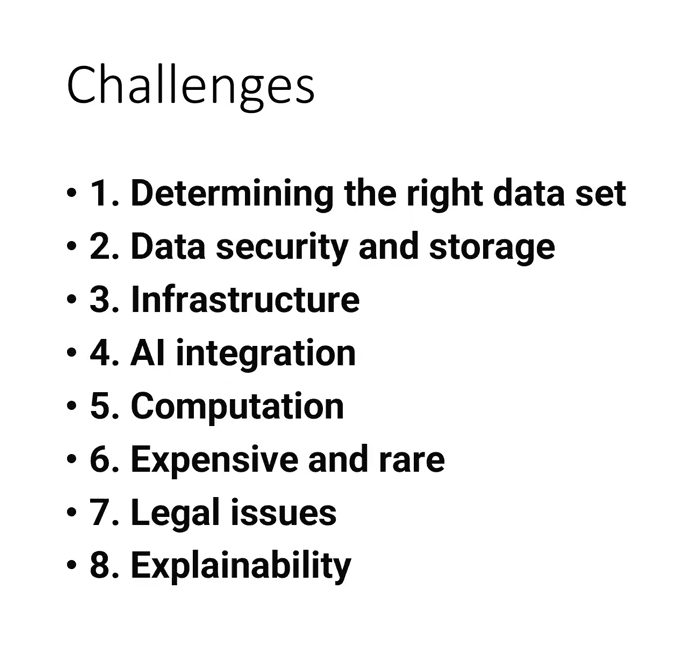 Challenges
• 1. Determining the right data set
• 2. Data security and storage
• 3. Infrastructure
• 4. AI integration
• 5. Computation
• 6. Expensive and rare
• 7. Legal issues
• 8. Explainability